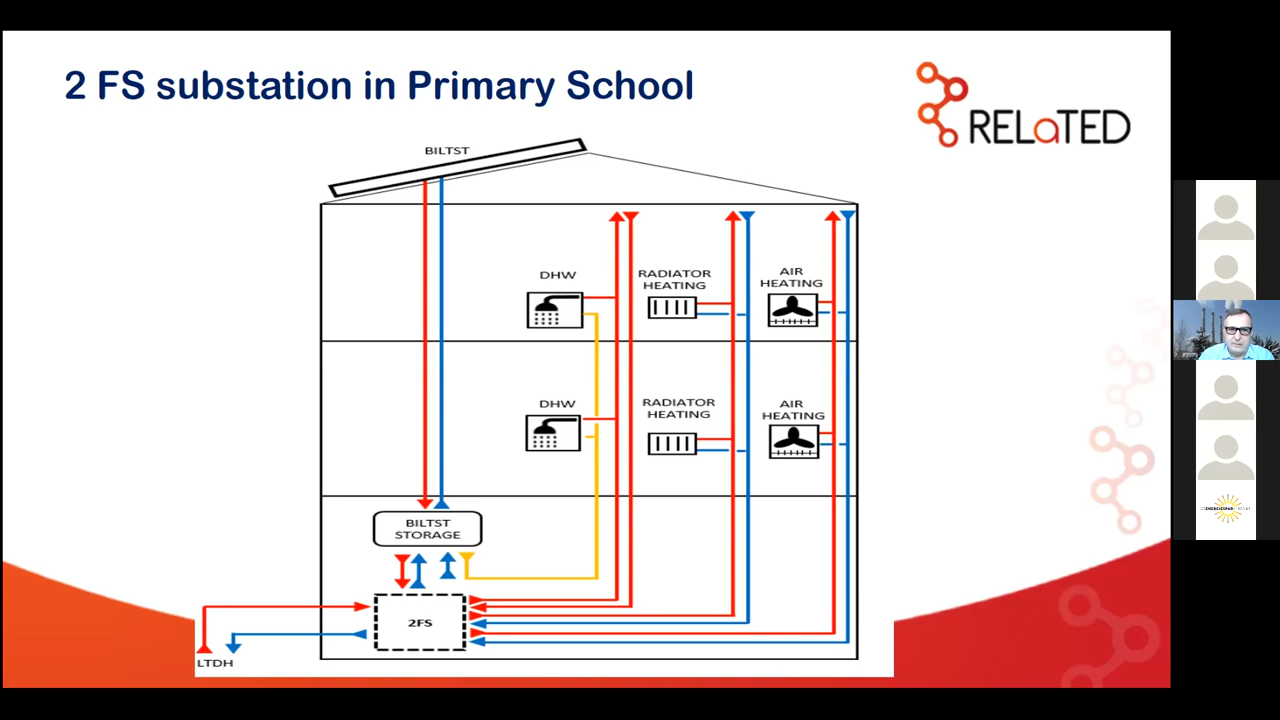 2 FS substation in Primary School
RELaTED
BILTST
DHW
RADIATOR
HEATING
AIR
HEATING
DHW
RADIATOR
HEATING
AIR
HEATING
BILTST
STORAGE
2FS
LTDH